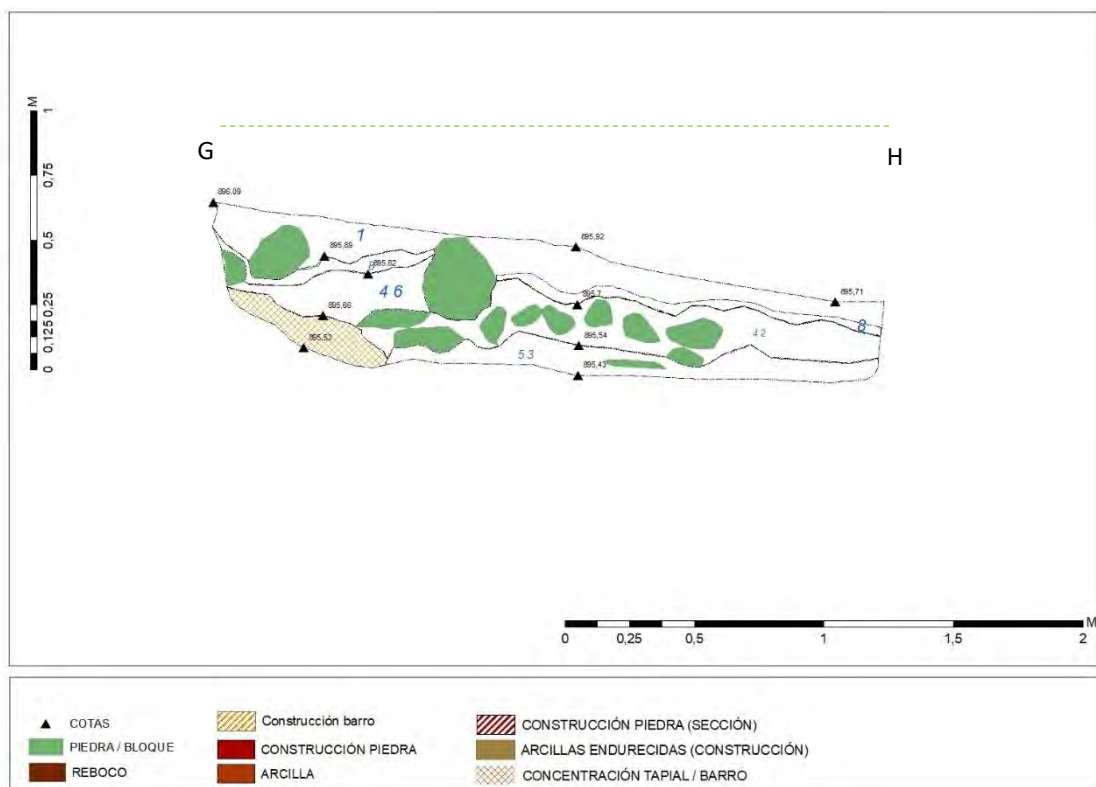 M
1
0,75
0,5
0,25
0,125
0
G
H
896,09
1
895,89
895,82
895,92
895,71
4 6
895,66
895,7
8
4 2
895,54
5 3
895,53
895,43
M
0
0,25
0,5
1
1,5
2
COTAS
Construcción barro
CONSTRUCCIÓN PIEDRA (SECCIÓN)
PIEDRA / BLOQUE
CONSTRUCCIÓN PIEDRA
ARCILLAS ENDURECIDAS (CONSTRUCCIÓN)
REBOCO
ARCILLA
CONCENTRACIÓN TAPIAL / BARRO